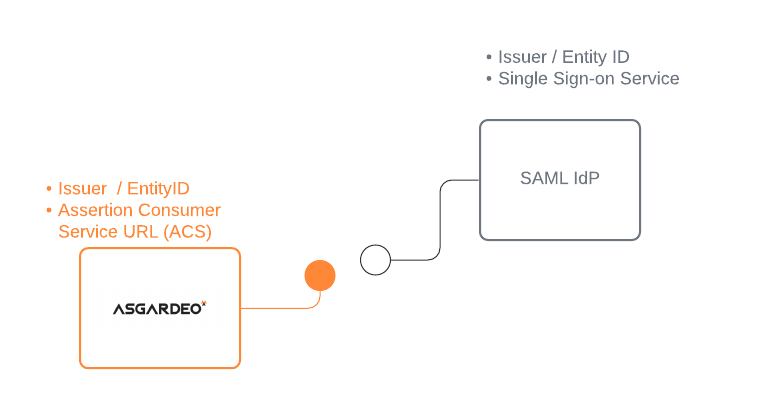 • Issuer / Entity ID
• Single Sign-on Service
SAML IdP
• Issuer / EntityID
• Assertion Consumer
Service URL (ACS)
ASGARDEO